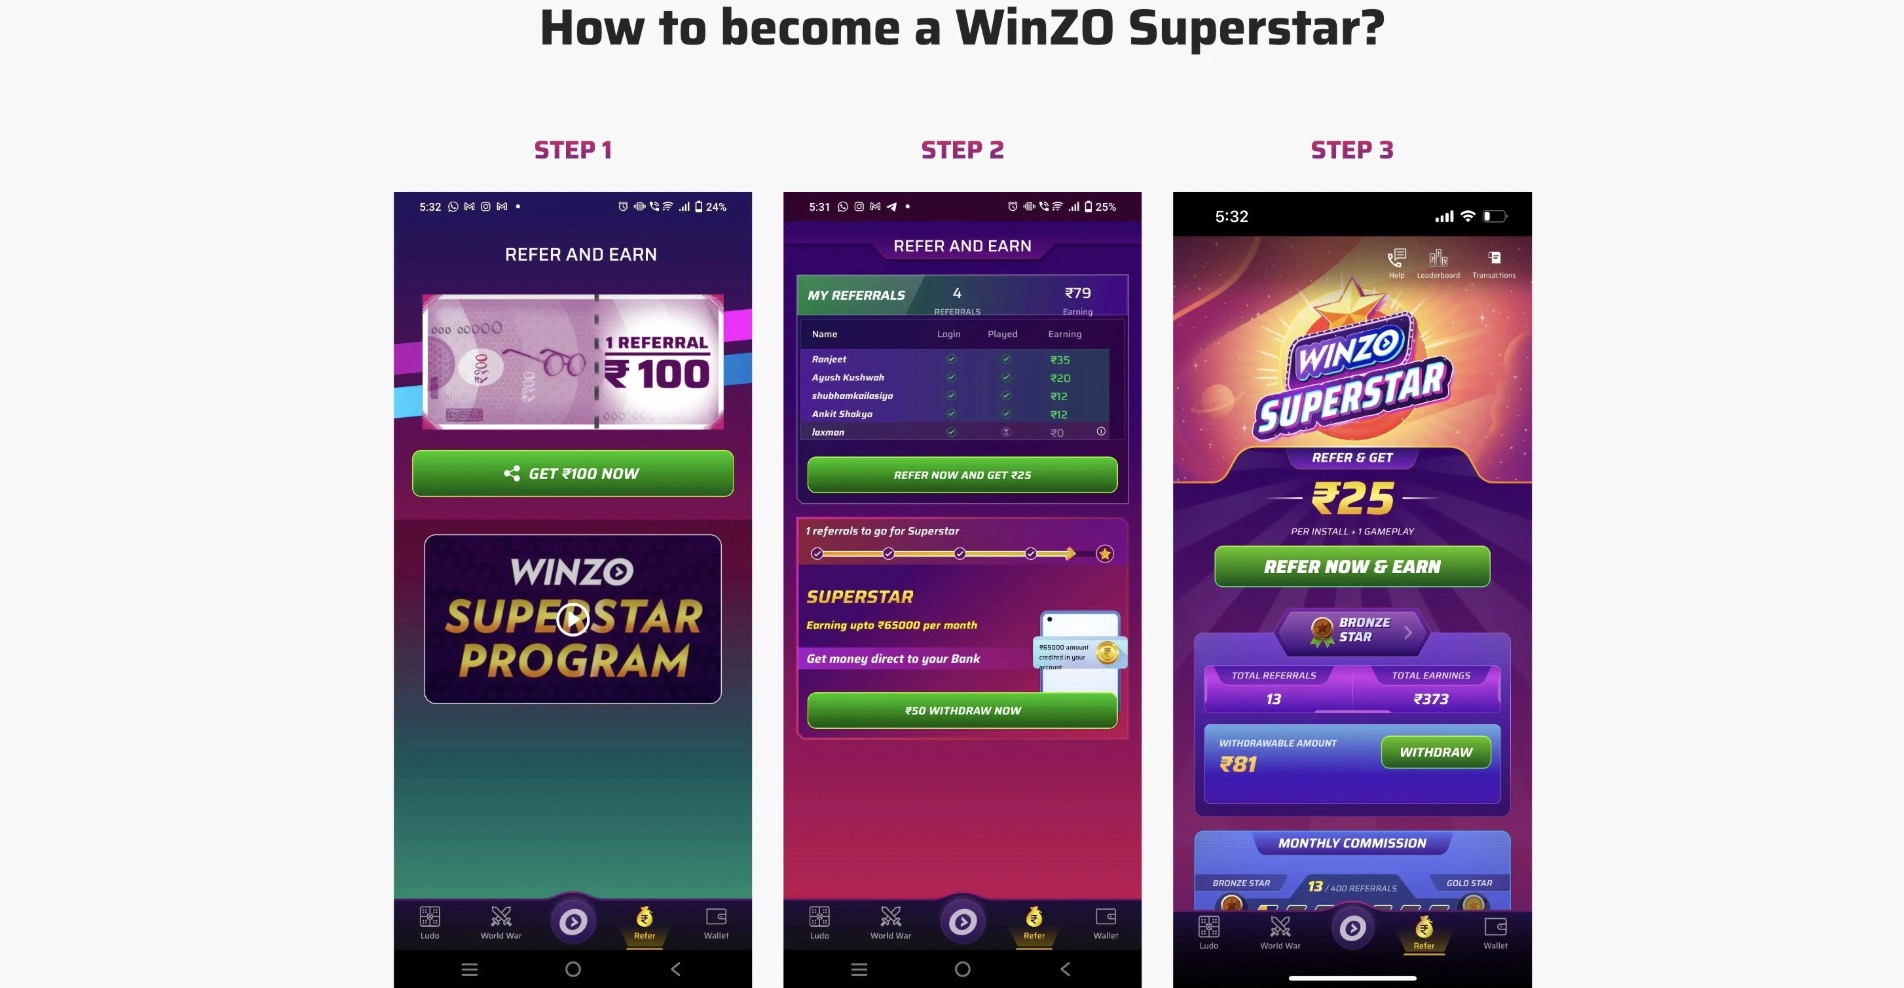 How to become a WinZO Superstar?
STEP 1
STEP 2
STEP 3
5:32
24%
REFER AND EARN
000 00000
₹100
₹100
1 REFERRAL
₹100
GET ₹100 NOW
WINZO
SUPERSTAR
PROGRAM
Ludo
World War
Refer
Wallet
5:31
25%
REFER AND EARN
MY REFERRALS
4
REFERRALS
₹79
Earning
Name Login Played Earning
Ranjeet ₹35
Ayush Kushwah ₹20
shubhamkailasiya ₹12
Ankit Shakya ₹12
laxman ₹0
REFER NOW AND GET ₹25
1 referrals to go for Superstar
SUPERSTAR
Earning upto ₹65000 per month
Get money direct to your Bank
₹65000 amount
credited in your
account
₹50 WITHDRAW NOW
Ludo
World War
Refer
Wallet
5:32
Help
Leaderboard
Transactions
WINZO
SUPERSTAR
REFER & GET
₹25
PER INSTALL + 1 GAMEPLAY
REFER NOW & EARN
BRONZE
STAR
TOTAL REFERRALS
13
TOTAL EARNINGS
₹373
WITHDRAWABLE AMOUNT
₹81
WITHDRAW
MONTHLY COMMISSION
BRONZE STAR
13 / 400 REFERRALS
GOLD STAR
Ludo
World War
Refer
Wallet